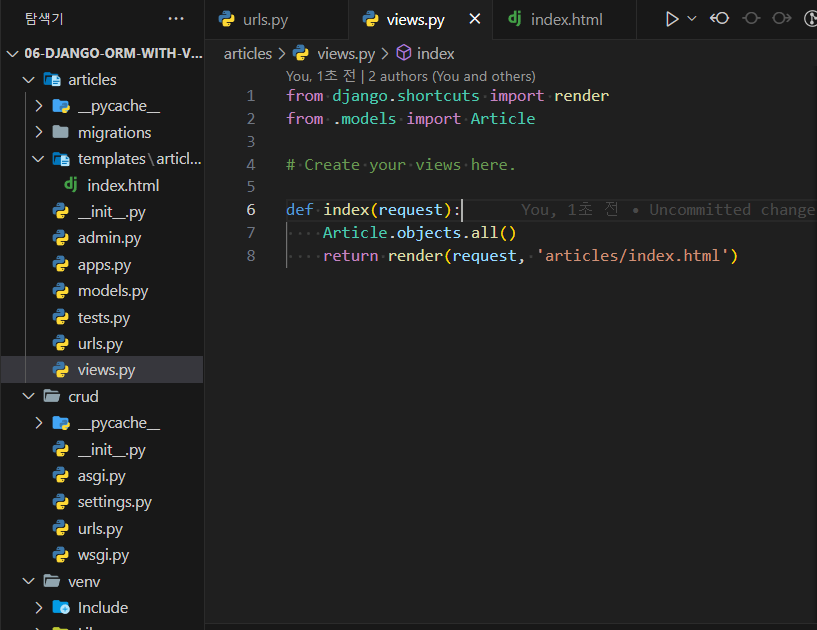 탐색기 ···
06-DJANGO-ORM-WITH-V...
articles
__pycache__
migrations
templates\articl...
index.html
__init__.py
admin.py
apps.py
models.py
tests.py
urls.py
views.py
crud
__pycache__
__init__.py
asgi.py
settings.py
urls.py
wsgi.py
venv
Include
urls.py views.py index.html
articles > views.py > index
You, 1초 전 | 2 authors (You and others)
1 from django.shortcuts import render
2 from .models import Article
3
4 # Create your views here.
5
6 def index(request): You, 1초 전 • Uncommitted change
7 Article.objects.all()
8 return render(request, 'articles/index.html')